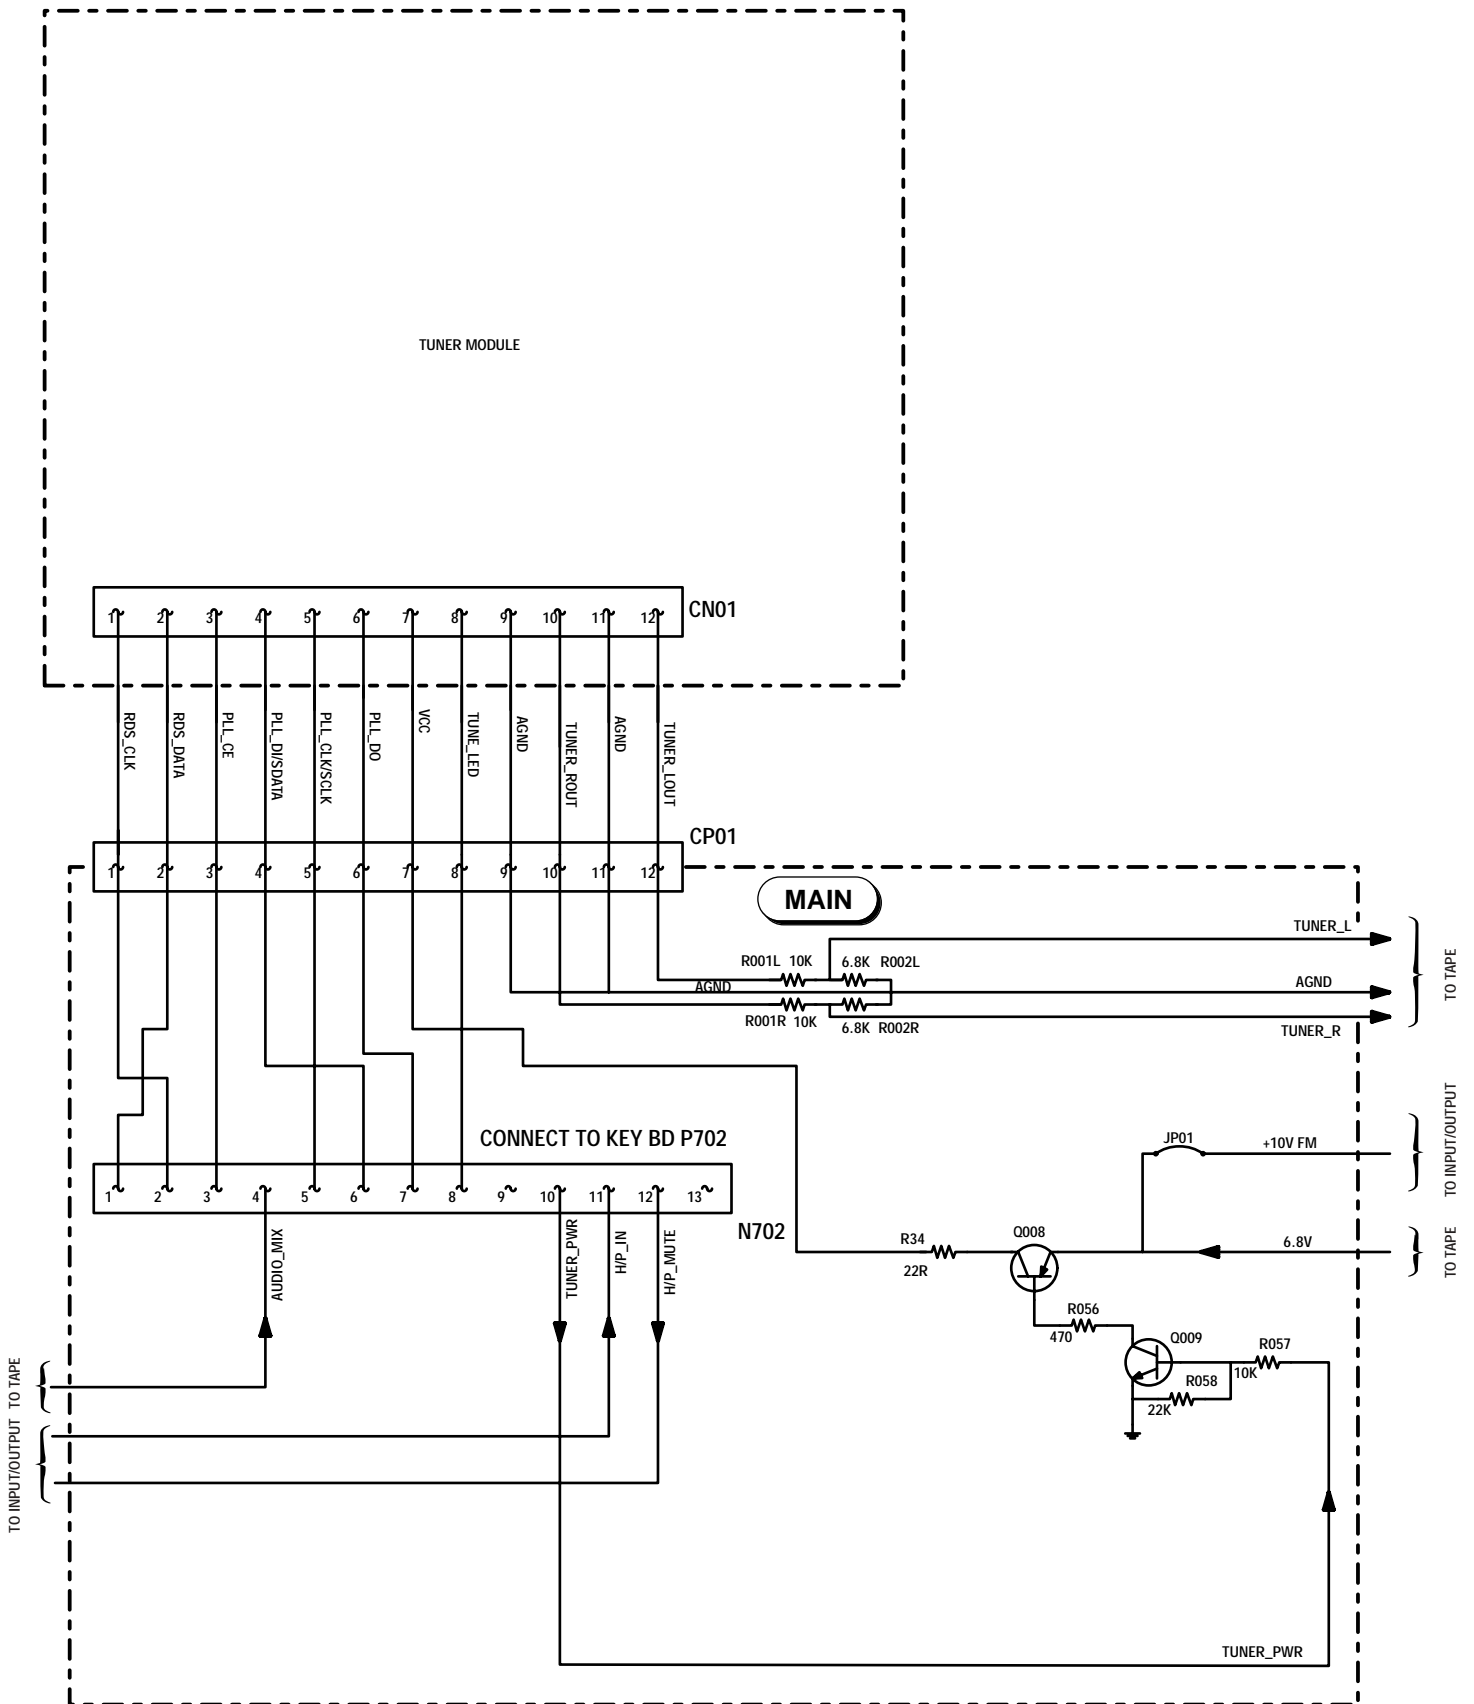 TUNER MODULE
1 2 3 4 5 6 7 8 9 10 11 12
CN01
RDS_CLK
RDS_DATA
PLL_CE
PLL_DI/SDATA
PLL_CLK/SCLK
PLL_DO
VCC
TUNE_LED
AGND
TUNER_ROUT
AGND
TUNER_LOUT
CP01
1 2 3 4 5 6 7 8 9 10 11 12
MAIN
TUNER_L
R001L 10K 6.8K R002L
AGND
AGND
R001R 10K 6.8K R002R
TUNER_R
TO TAPE
CONNECT TO KEY BD P702
JP01
+10V FM
TO INPUT/OUTPUT
1 2 3 4 5 6 7 8 9 10 11 12 13
N702
AUDIO_MIX
TUNER_PWR
H/P_IN
H/P_MUTE
R34
22R
Q008
6.8V
TO TAPE
R056
470
Q009
R057
10K
R058
22K
TO TAPE
TO INPUT/OUTPUT
TUNER_PWR